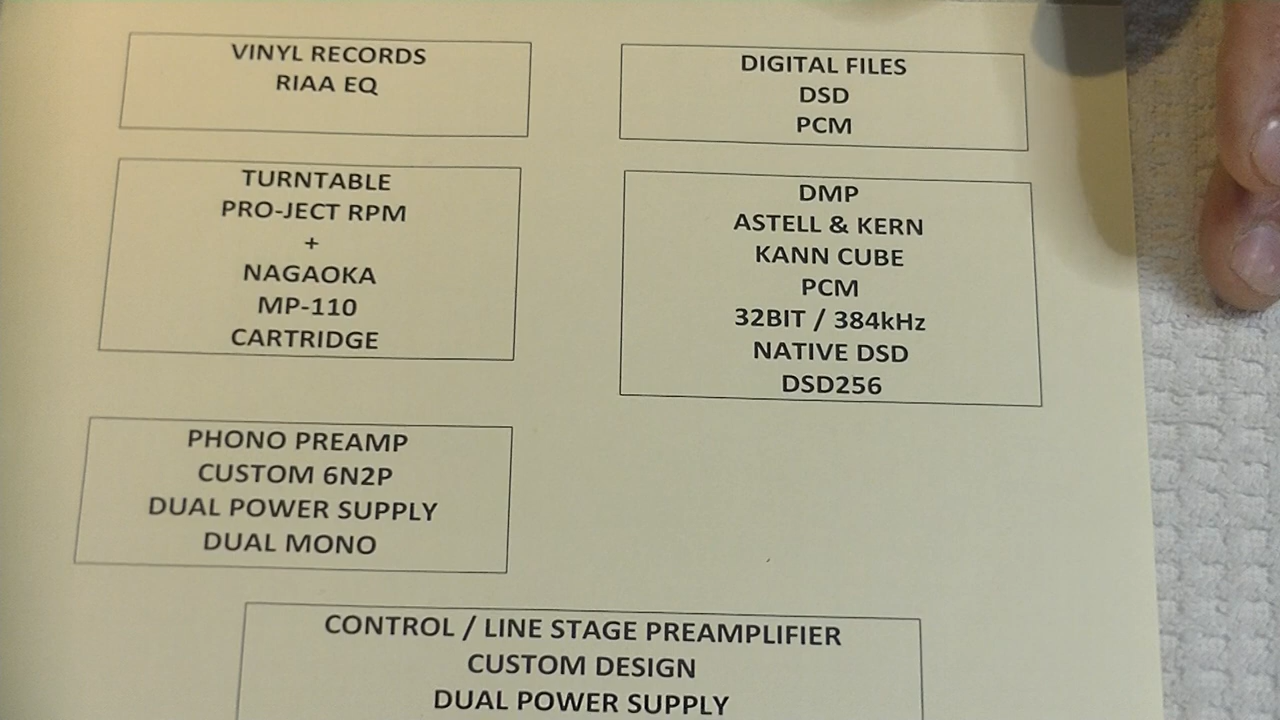 VINYL RECORDS
RIAA EQ
DIGITAL FILES
DSD
PCM
TURNTABLE
PRO-JECT RPM
+
NAGAOKA
MP-110
CARTRIDGE
DMP
ASTELL & KERN
KANN CUBE
PCM
32BIT / 384kHz
NATIVE DSD
DSD256
PHONO PREAMP
CUSTOM 6N2P
DUAL POWER SUPPLY
DUAL MONO
CONTROL / LINE STAGE PREAMPLIFIER
CUSTOM DESIGN
DUAL POWER SUPPLY